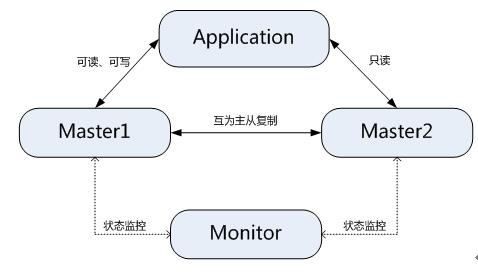 Application
可读、可写
只读
Master1
互为主从复制
Master2
状态监控
Monitor
状态监控